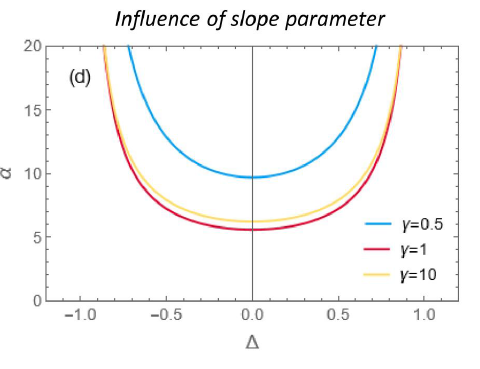 Influence of slope parameter
(d)
20
15
10
5
0
α
−1.0 −0.5 0.0 0.5 1.0
Δ
γ=0.5
γ=1
γ=10